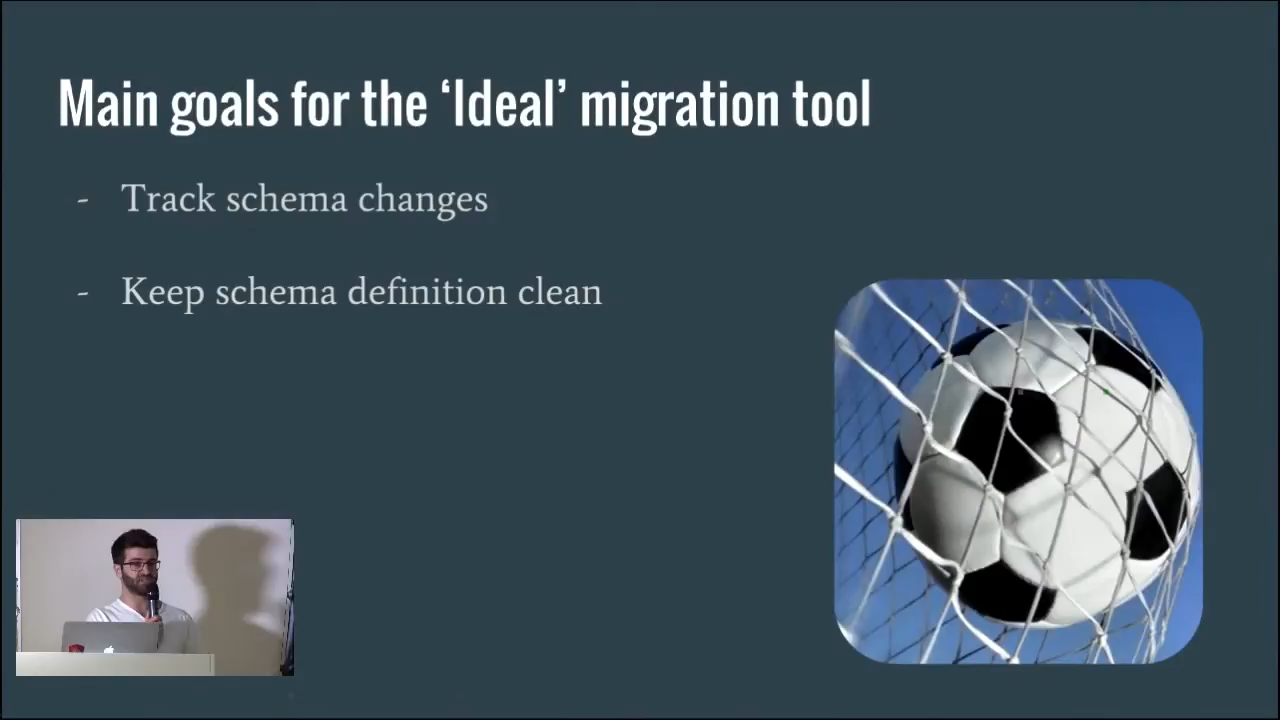 Main goals for the ‘Ideal’ migration tool
- Track schema changes
- Keep schema definition clean